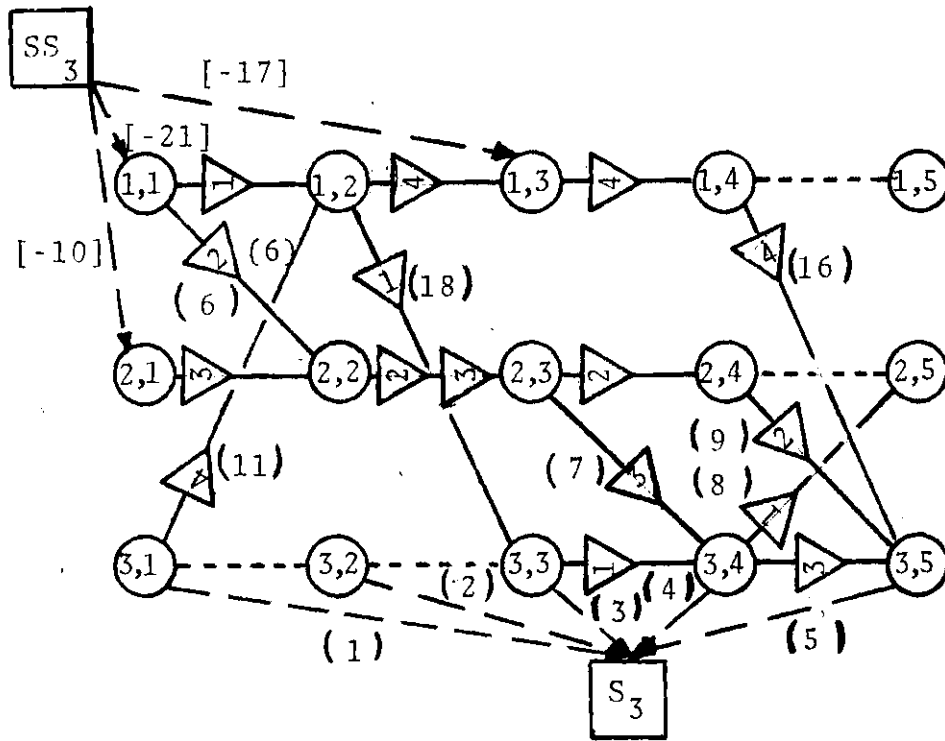 SS3
[-17]
[-21]
1,1 1 1,2 4 1,3 4 1,4 1,5
[-10]
2 (6) 1 (18) 4 (16)
(6)
2,1 3 2,2 2 3 2,3 2 2,4 2,5
4 (11) (7) 3 (9) 2
(8) 1
3,1 3,2 3,3 1 3,4 3 3,5
(2) (3) (4)
(1) (5)
S3